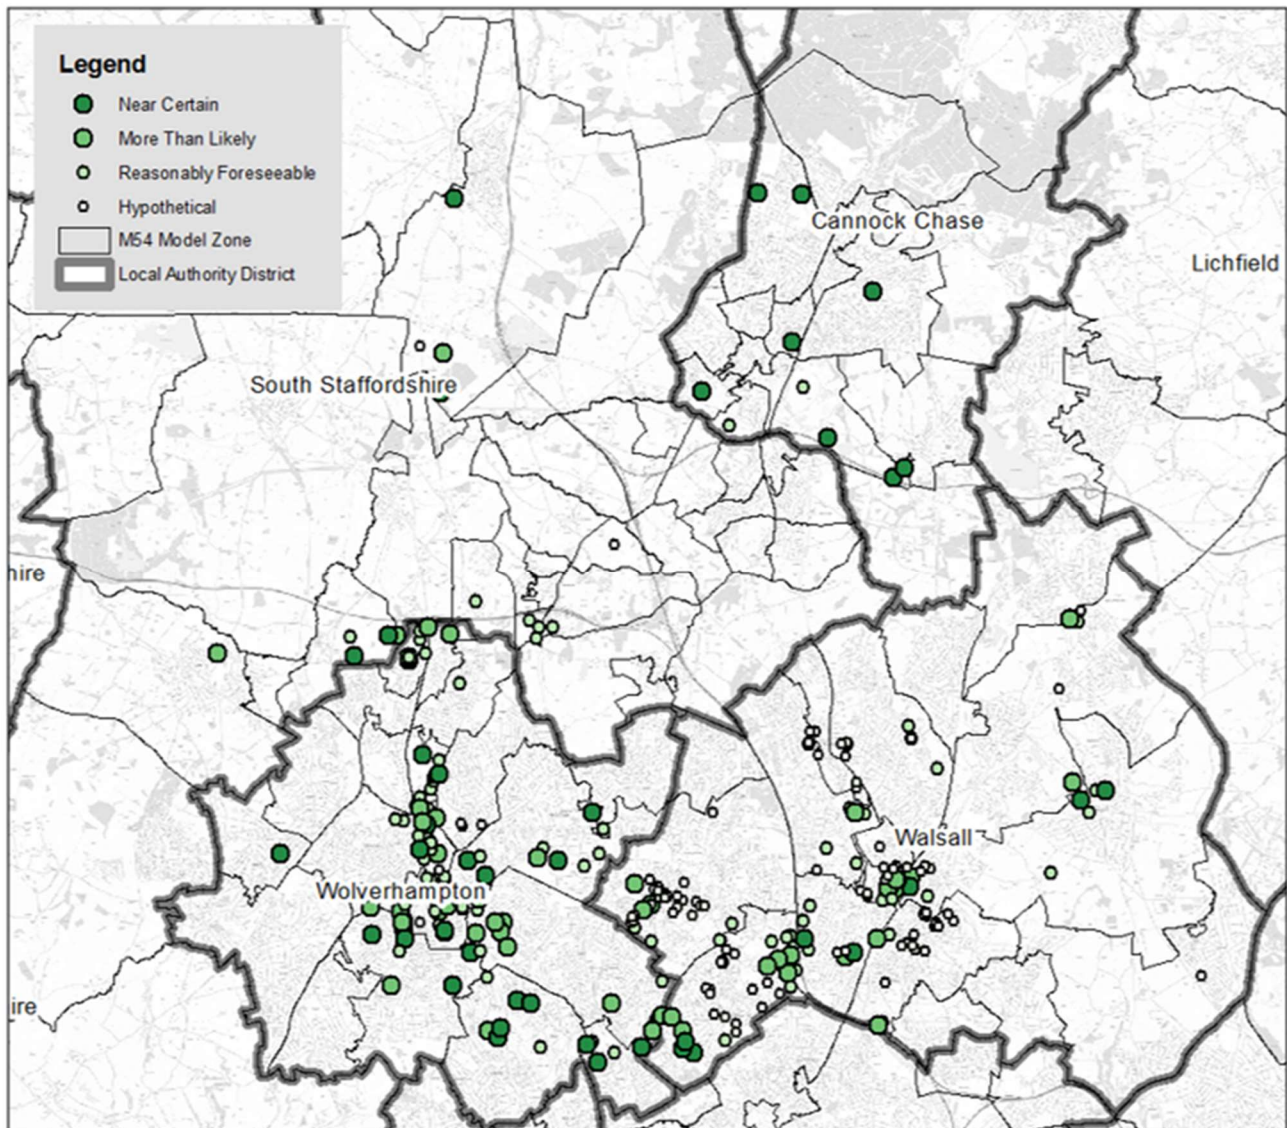 Legend
Near Certain
More Than Likely
Reasonably Foreseeable
Hypothetical
M54 Model Zone
Local Authority District
Cannock Chase
Lichfield
South Staffordshire
hire
Walsall
Wolverhampton
ire